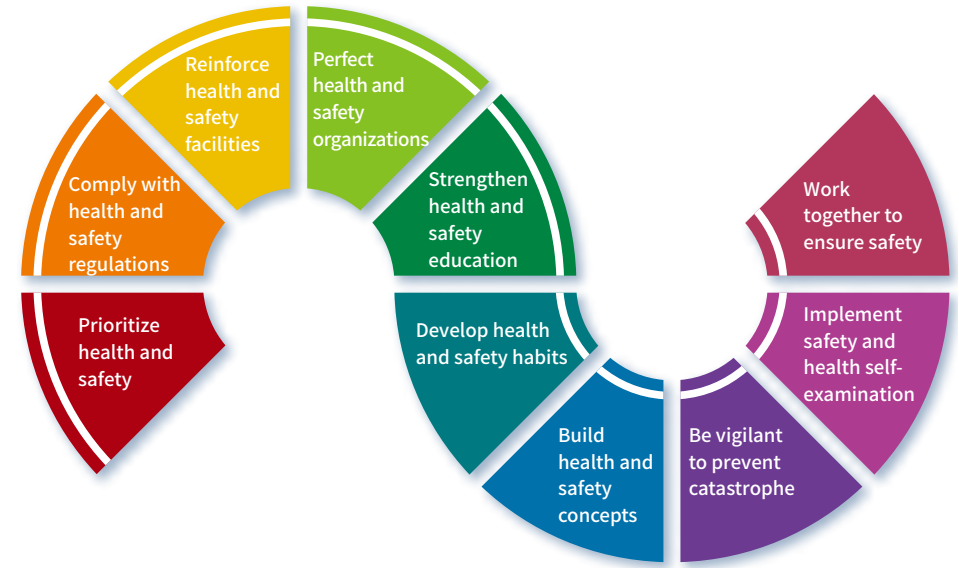 Prioritize
health and
safety
Comply with
health and
safety
regulations
Reinforce
health and
safety
facilities
Perfect
health and
safety
organizations
Strengthen
health and
safety
education
Develop health
and safety habits
Build
health and
safety
concepts
Be vigilant
to prevent
catastrophe
Implement
safety and
health self-
examination
Work
together to
ensure safety